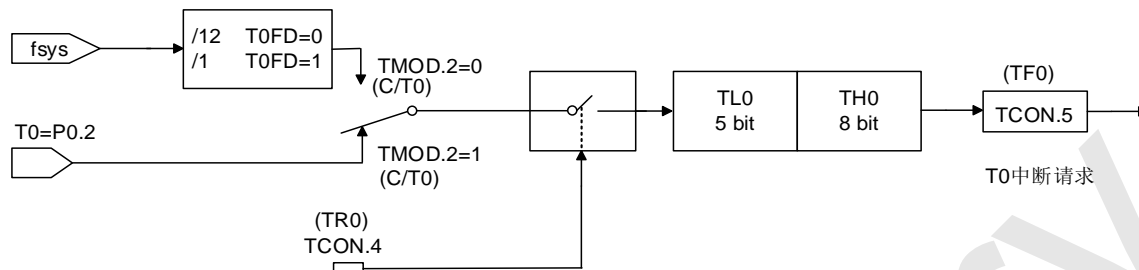 fsys
/12 T0FD=0
/1 T0FD=1
TMOD.2=0
(C/T0)
T0=P0.2
TMOD.2=1
(C/T0)
(TR0)
TCON.4
TL0
5 bit
TH0
8 bit
(TF0)
TCON.5
T0中断请求